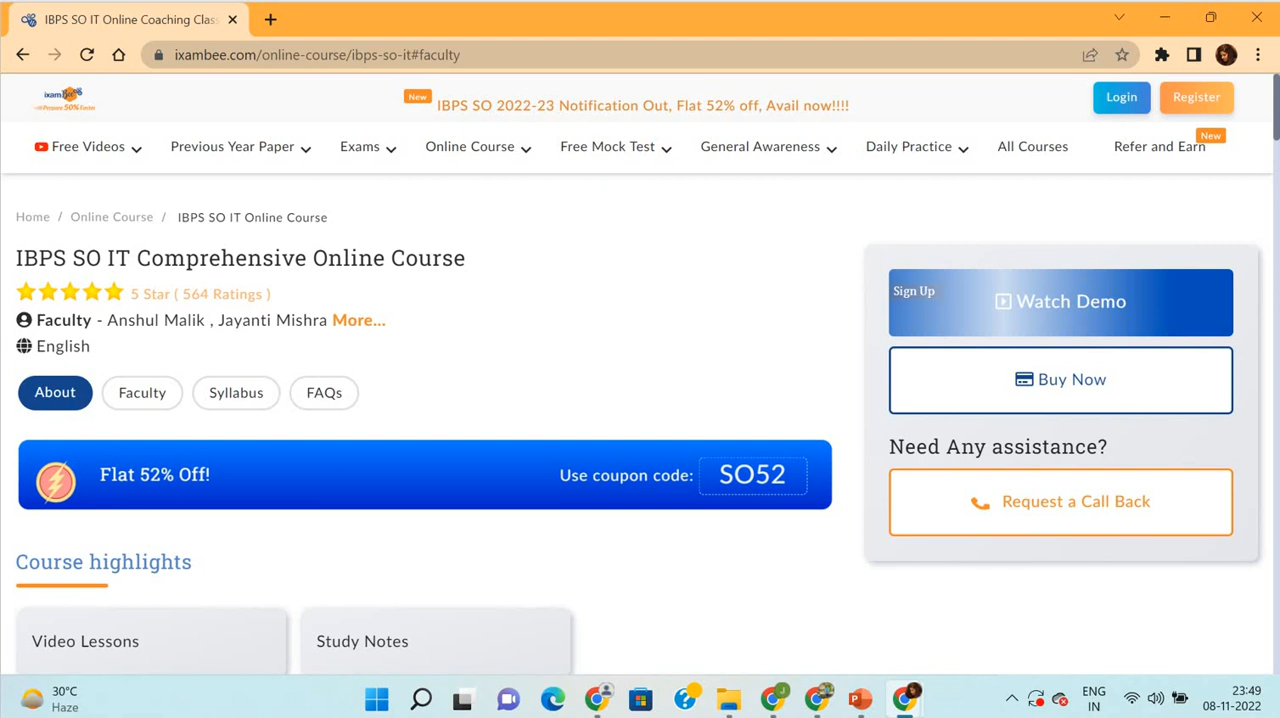 IBPS SO IT Online Coaching Clas
ixambee.com/online-course/ibps-so-it#faculty
ixamBee
New
IBPS SO 2022-23 Notification Out, Flat 52% off, Avail now!!!!
Login
Register
Free Videos
Previous Year Paper
Exams
Online Course
Free Mock Test
General Awareness
Daily Practice
All Courses
New
Refer and Earn
Home / Online Course / IBPS SO IT Online Course
IBPS SO IT Comprehensive Online Course
5 Star ( 564 Ratings )
Faculty - Anshul Malik , Jayanti Mishra More...
English
About
Faculty
Syllabus
FAQs
Flat 52% Off!
Use coupon code:
SO52
Sign Up
Watch Demo
Buy Now
Need Any assistance?
Request a Call Back
Course highlights
Video Lessons
Study Notes
30°C
Haze
ENG
IN
23:49
08-11-2022